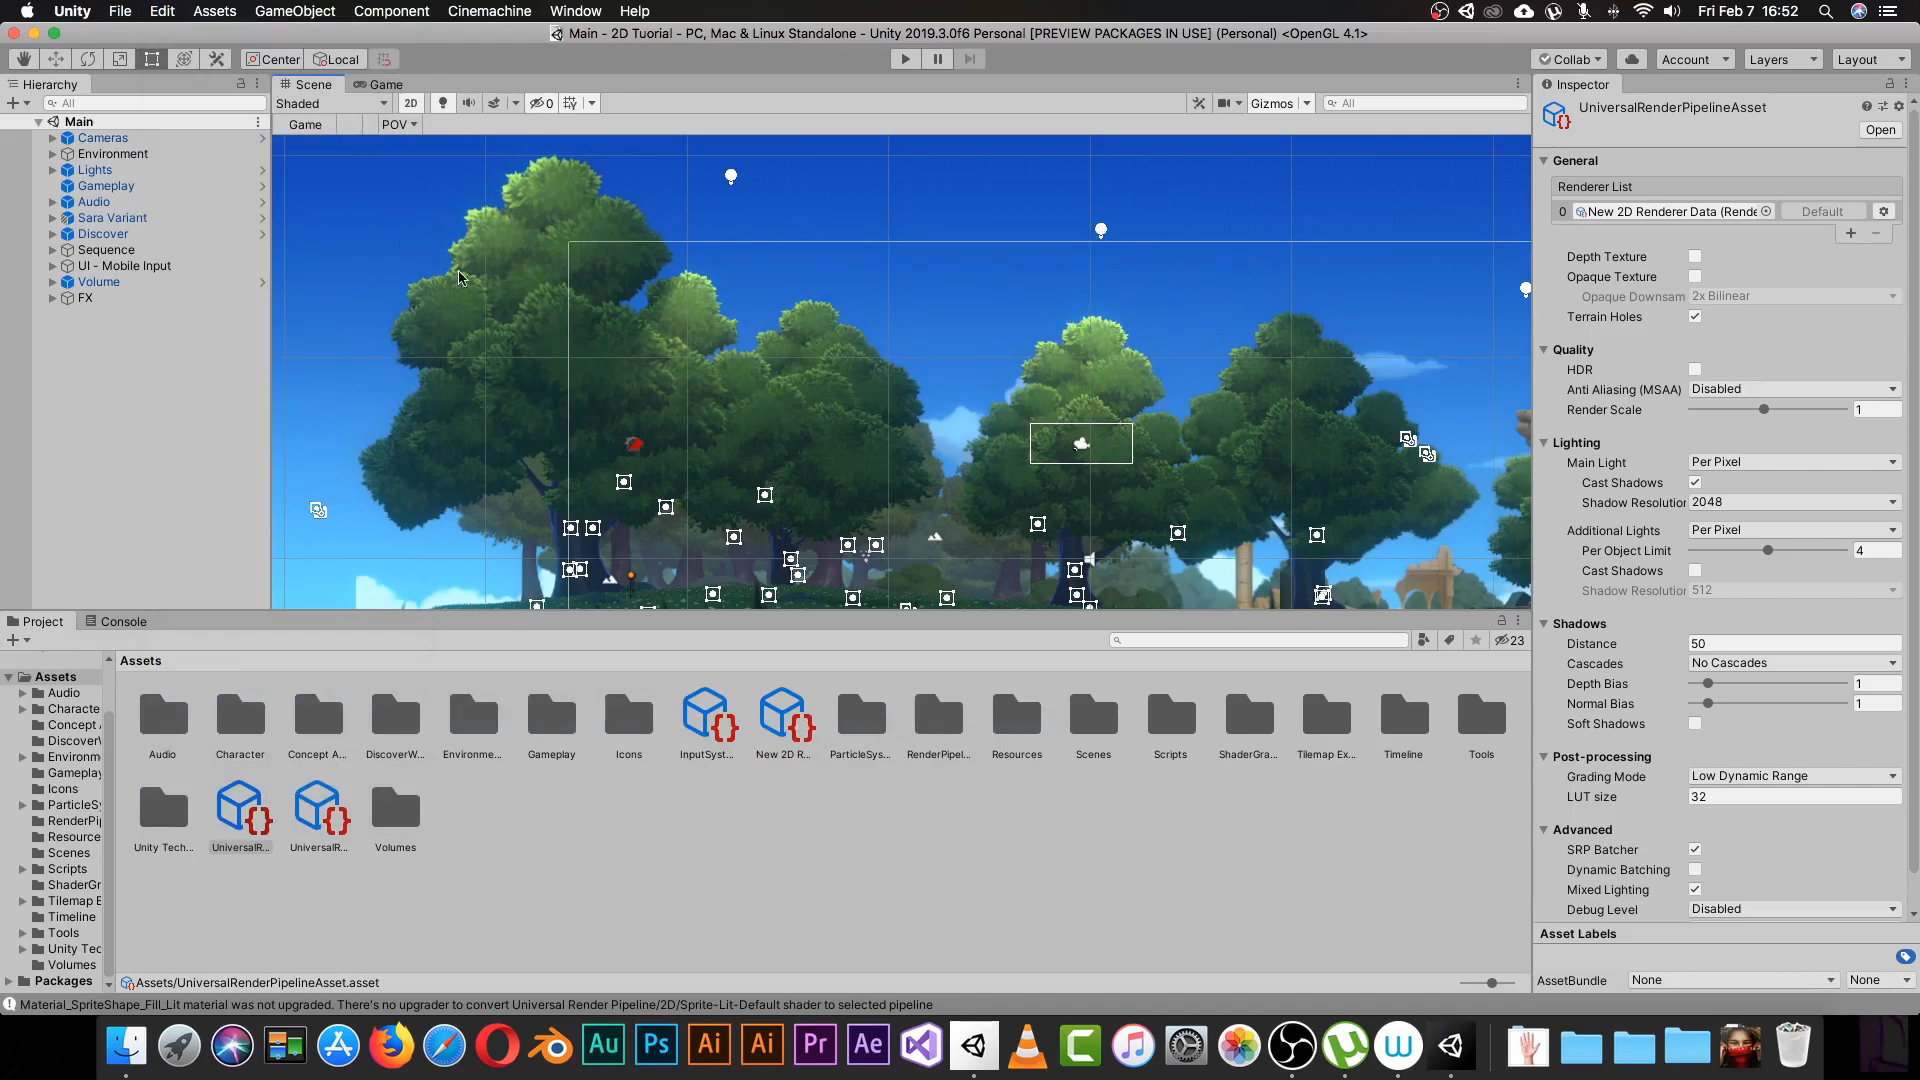 Unity File Edit Assets GameObject Component Cinemachine Window Help Fri Feb 7 16:52
Main - 2D Tuorial - PC, Mac & Linux Standalone - Unity 2019.3.0f6 Personal [PREVIEW PACKAGES IN USE] (Personal) <OpenGL 4.1>
Center Local Collab Account Layers Layout
Hierarchy
All
Main
Cameras
Environment
Lights
Gameplay
Audio
Sara Variant
Discover
Sequence
UI - Mobile Input
Volume
FX
Scene Game
Shaded 2D 0 Gizmos All
Game POV
Inspector
UniversalRenderPipelineAsset
Open
General
Renderer List
0 New 2D Renderer Data (Rende Default
Depth Texture
Opaque Texture
Opaque Downsam 2x Bilinear
Terrain Holes
Quality
HDR
Anti Aliasing (MSAA) Disabled
Render Scale 1
Lighting
Main Light Per Pixel
Cast Shadows
Shadow Resolution 2048
Additional Lights Per Pixel
Per Object Limit 4
Cast Shadows
Shadow Resolution 512
Shadows
Distance 50
Cascades No Cascades
Depth Bias 1
Normal Bias 1
Soft Shadows
Post-processing
Grading Mode Low Dynamic Range
LUT size 32
Advanced
SRP Batcher
Dynamic Batching
Mixed Lighting
Debug Level Disabled
Asset Labels
AssetBundle None None
Project Console
23
Assets
Audio
Characte
Concept A
DiscoverW
Environm
Gameplay
Icons
ParticleSy
RenderPip
Resource
Scenes
Scripts
ShaderGr
Tilemap E
Timeline
Tools
Unity Tec
Volumes
Packages
Assets
Audio Character Concept A... DiscoverW... Environme... Gameplay Icons InputSyst... New 2D R... ParticleSys... RenderPipel... Resources Scenes Scripts ShaderGra... Tilemap Ex... Timeline Tools
Unity Tech... UniversalR... UniversalR... Volumes
Assets/UniversalRenderPipelineAsset.asset
Material_SpriteShape_Fill_Lit material was not upgraded. There's no upgrader to convert Universal Render Pipeline/2D/Sprite-Lit-Default shader to selected pipeline
Au Ps Ai Ai Pr Ae